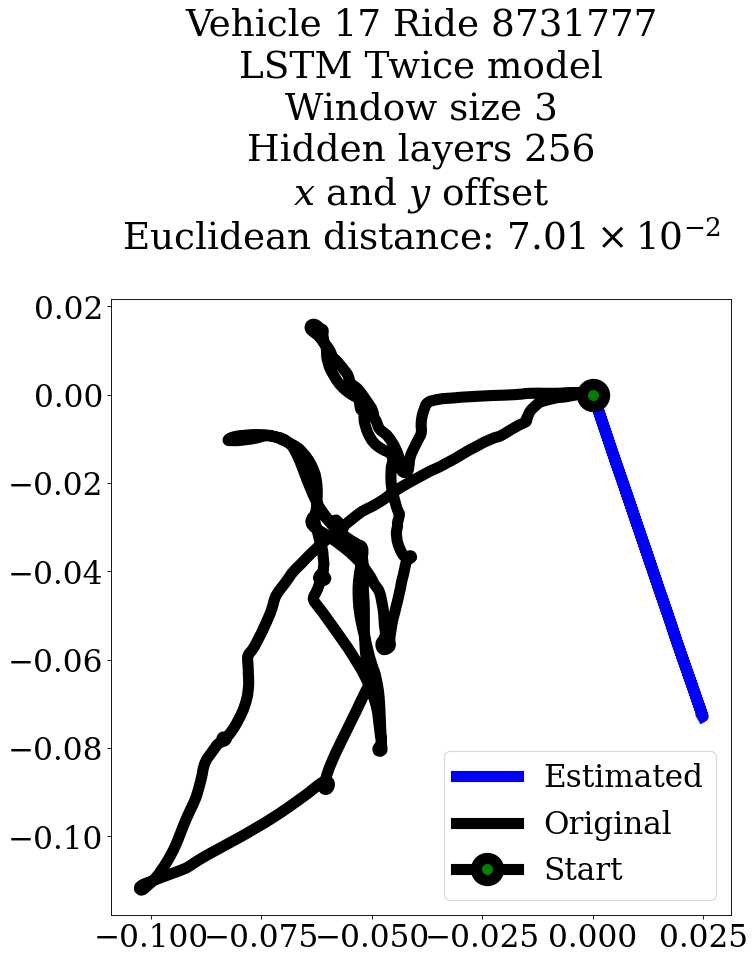 Vehicle 17 Ride 8731777
LSTM Twice model
Window size 3
Hidden layers 256
x and y offset
Euclidean distance: 7.01 × 10⁻²
0.02
0.00
−0.02
−0.04
−0.06
−0.08
−0.10
Estimated
Original
Start
−0.100 −0.075 −0.050 −0.025 0.000 0.025